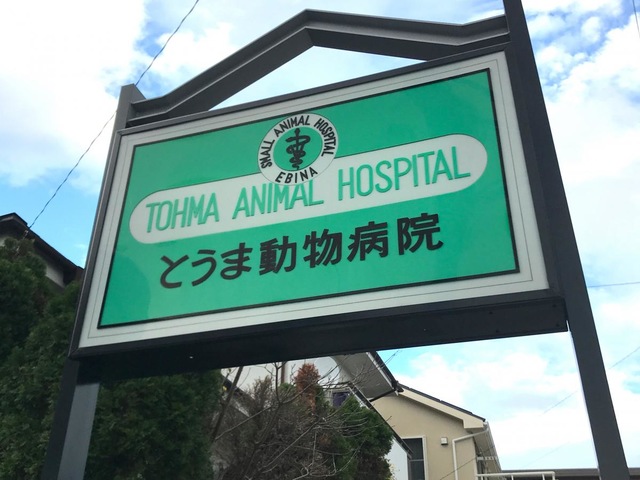 SMALL ANIMAL HOSPITAL
EBINA
TOHMA ANIMAL HOSPITAL
とうま動物病院